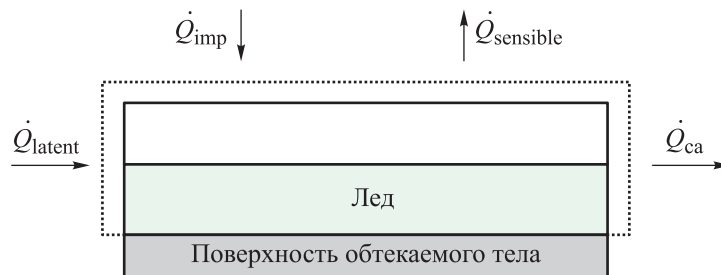 Q̇imp
Q̇sensible
Q̇latent
Q̇ca
Лед
Поверхность обтекаемого тела